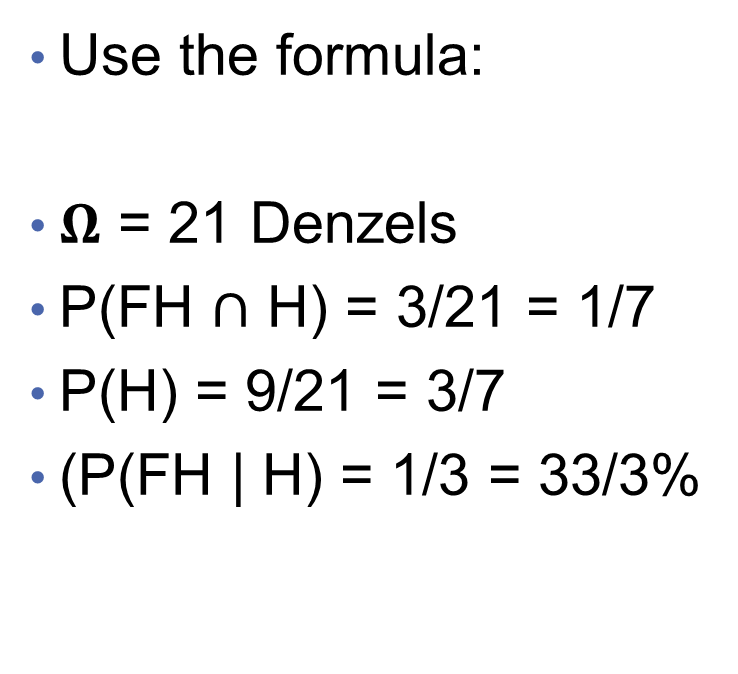 • Use the formula:
• Ω = 21 Denzels
• P(FH ∩ H) = 3/21 = 1/7
• P(H) = 9/21 = 3/7
• (P(FH | H) = 1/3 = 33/3%